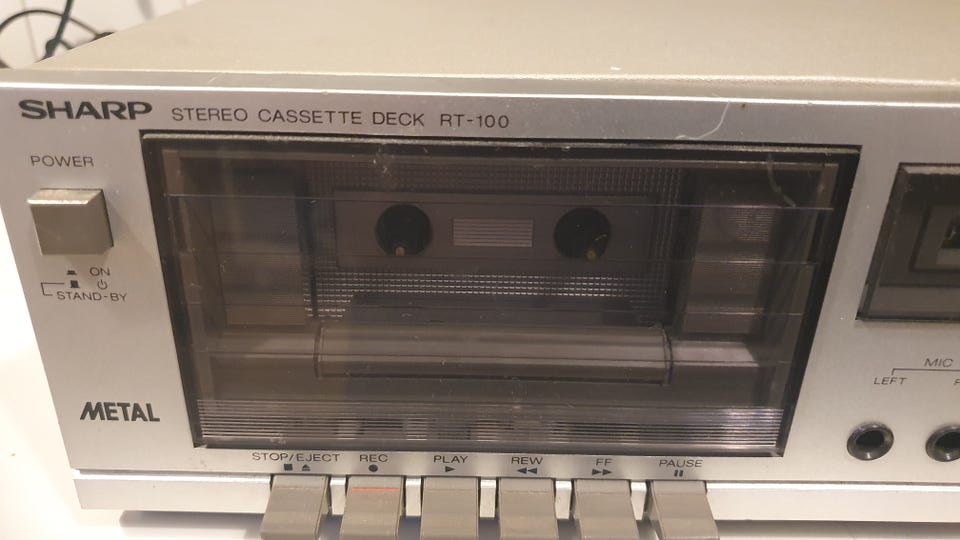 SHARP STEREO CASSETTE DECK RT-100
POWER
ON
STAND-BY
METAL
MIC
LEFT
STOP/EJECT REC PLAY REW FF PAUSE